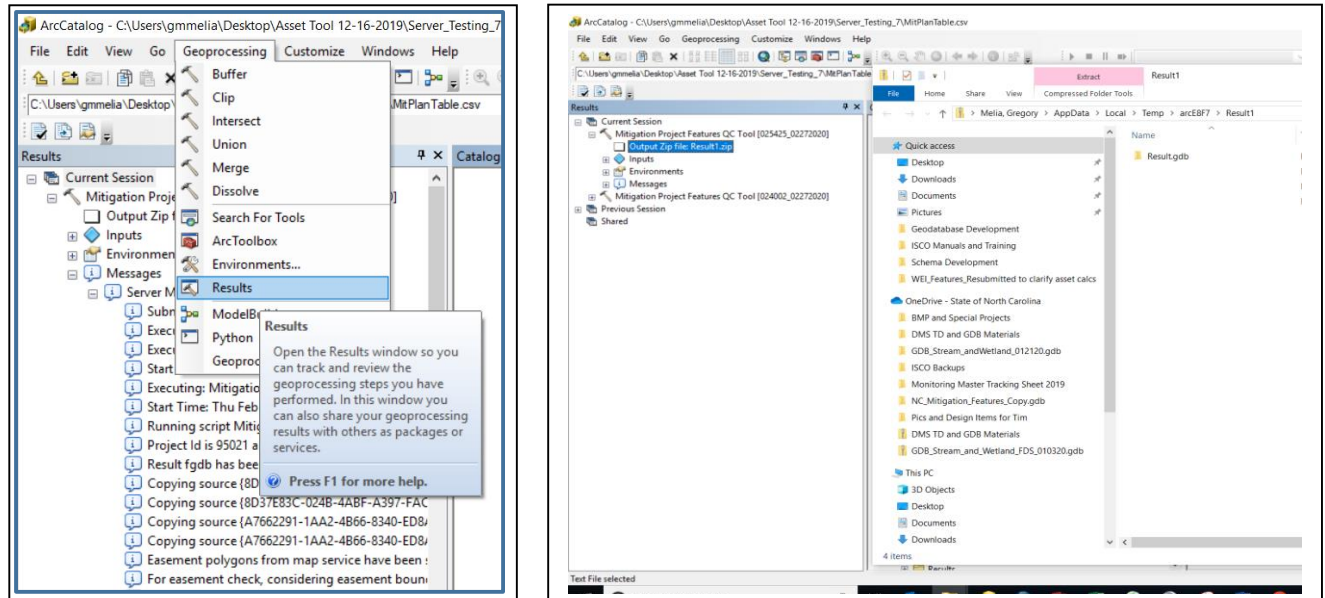 ArcCatalog - C:\Users\gmmelia\Desktop\Asset Tool 12-16-2019\Server_Testing_7
File Edit View Go Geoprocessing Customize Windows Help
C:\Users\gmmelia\Desktop\
MitPlanTable.csv
Buffer
Clip
Intersect
Union
Merge
Dissolve
Search For Tools
ArcToolbox
Environments...
Results
ModelBu
Python
Geoproc
Results
Catalog
Current Session
Mitigation Proje
Output Zip f
Inputs
Environmen
Messages
Server M
Subm
Execu
Execu
Start
Executing: Mitigatio
Start Time: Thu Feb
Running script Mitig
Project Id is 95021 a
Result fgdb has bee
Copying source {8D
Copying source {8D37E83C-024B-4ABF-A397-FAC
Copying source {A7662291-1AA2-4B66-8340-ED8
Copying source {A7662291-1AA2-4B66-8340-ED8
Easement polygons from map service have been
For easement check, considering easement boun
Results
Open the Results window so you
can track and review the
geoprocessing steps you have
performed. In this window you
can also share your geoprocessing
results with others as packages or
services.
Press F1 for more help.
ArcCatalog - C:\Users\gmmelia\Desktop\Asset Tool 12-16-2019\Server_Testing_7\MitPlanTable.csv
File Edit View Go Geoprocessing Customize Windows Help
C:\Users\gmmelia\Desktop\Asset Tool 12-16-2019\Server_Testing_7\MitPlanTable
Results
Current Session
Mitigation Project Features QC Tool [025425_02272020]
Output Zip file: Result1.zip
Inputs
Environments
Messages
Mitigation Project Features QC Tool [024002_02272020]
Previous Session
Shared
Extract
Result1
File Home Share View Compressed Folder Tools
Melia, Gregory > AppData > Local > Temp > arcEBF7 > Result1
Quick access
Desktop
Downloads
Documents
Pictures
Geodatabase Development
ISCO Manuals and Training
Schema Development
WEI_Features_Resubmitted to clarify asset calcs
OneDrive - State of North Carolina
BMP and Special Projects
DMS TD and GDB Materials
GDB_Stream_andWetland_012120.gdb
ISCO Backups
Monitoring Master Tracking Sheet 2019
NC_Mitigation_Features_Copy.gdb
Pics and Design Items for Tim
DMS TD and GDB Materials
GDB_Stream_and_Wetland_FDS_010320.gdb
This PC
3D Objects
Desktop
Documents
Downloads
Name
Result.gdb
4 items
Results
Text File selected